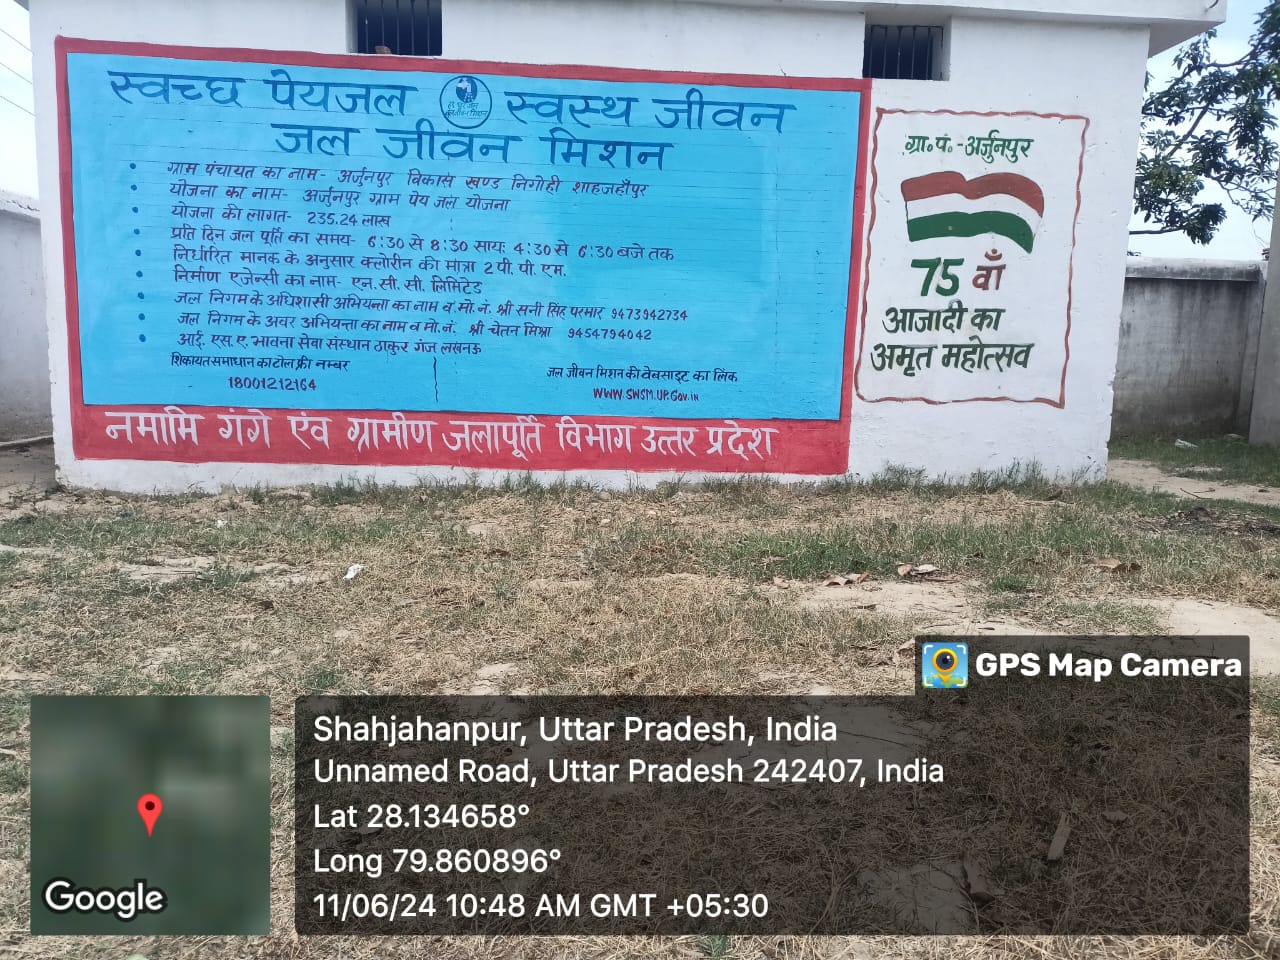 स्वच्छ पेयजल स्वस्थ जीवन
जल जीवन मिशन
• ग्राम पंचायत का नाम- अर्जुनपुर विकास खण्ड निगोही शाहजहाँपुर
• योजना का नाम- अर्जुनपुर ग्राम पेय जल योजना
• योजना की लागत- 235.24 लाख
• प्रति दिन जल पूर्ति का समय- 6:30 से 8:30 सायः 4:30 से 6:30 बजे तक
• निर्धारित मानक के अनुसार क्लोरीन की मात्रा 2 पी. पी. एम.
• निर्माण एजेन्सी का नाम- एन. सी. सी. लिमिटेड
• जल निगम के अधिशासी अभियन्ता का नाम व मो. नं. श्री सनी सिंह परमार 9473942734
• जल निगम के अवर अभियन्ता का नाम व मो. नं. श्री चेतन मिश्रा 9454794042
• आई. एस. ए. भावना सेवा संस्थान ठाकुर गंज लखनऊ
शिकायत समाधान का टोल फ्री नम्बर
18001212164
जल जीवन मिशन की वेबसाइट का लिंक
WWW.SWSM.UP.Gov.iN
नमामि गंगे एंव ग्रामीण जलापूर्ति विभाग उत्तर प्रदेश
ग्रा. पं. - अर्जुनपुर
75 वाँ
आजादी का
अमृत महोत्सव
GPS Map Camera
Shahjahanpur, Uttar Pradesh, India
Unnamed Road, Uttar Pradesh 242407, India
Lat 28.134658°
Long 79.860896°
11/06/24 10:48 AM GMT +05:30
Google